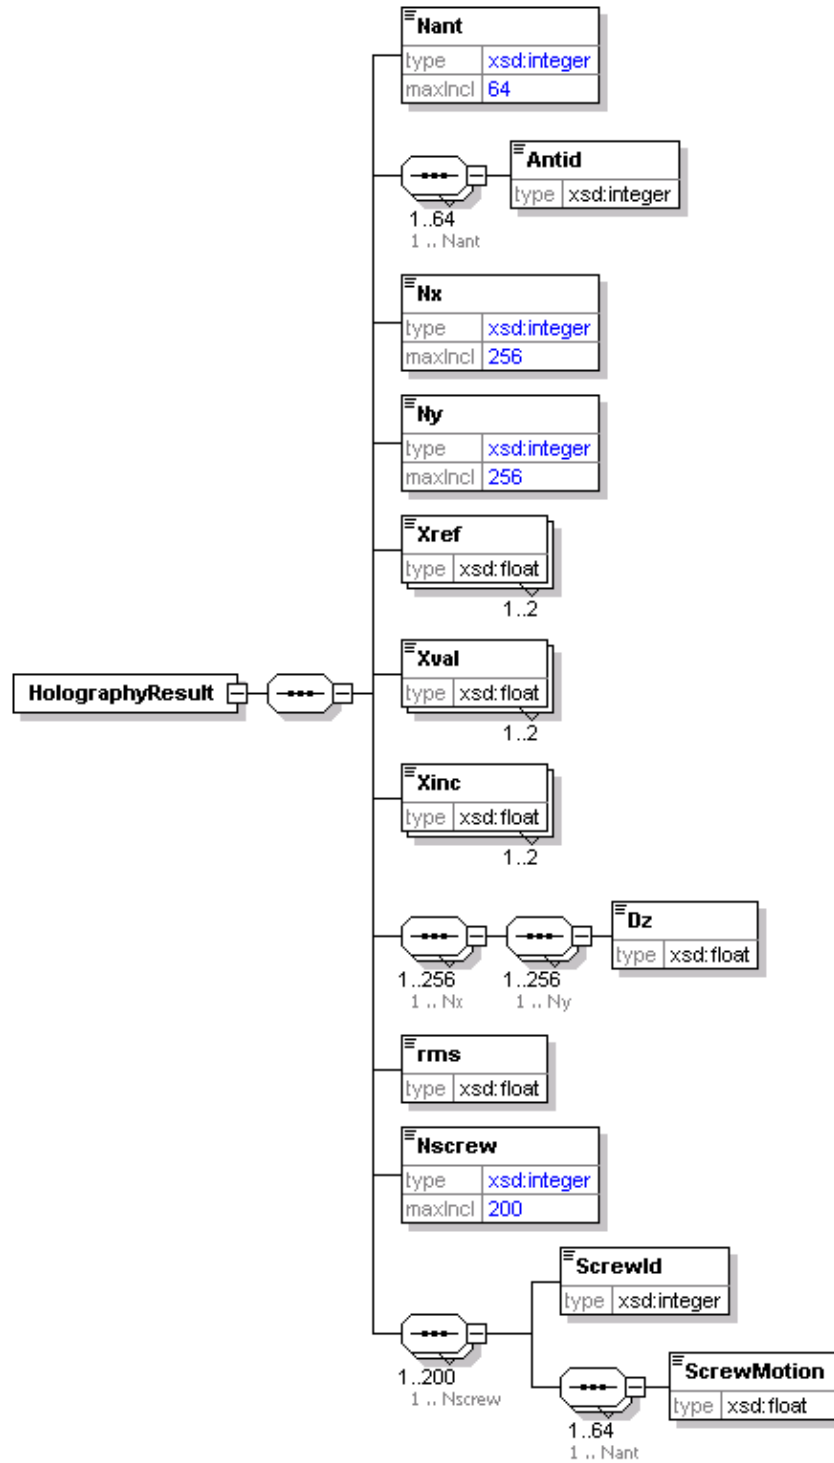 Nant
type xsd:integer
maxIncl 64
Antid
type xsd:integer
1..64
1 .. Nant
Nx
type xsd:integer
maxIncl 256
Ny
type xsd:integer
maxIncl 256
Xref
type xsd:float
1..2
Xval
type xsd:float
1..2
HolographyResult
Xinc
type xsd:float
1..2
Dz
type xsd:float
1..256 1..256
1 .. Nx 1 .. Ny
rms
type xsd:float
Nscrew
type xsd:integer
maxIncl 200
ScrewId
type xsd:integer
1..200
1 .. Nscrew
ScrewMotion
type xsd:float
1..64
1 .. Nant